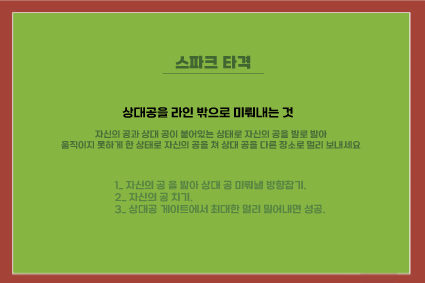 스파크 타격
상대공을 라인 밖으로 미뤄내는 것
자신의 공과 상대 공이 붙어있는 상태로 자신의 공을 발로 밟아
움직이지 못하게 한 상태로 자신의 공을 쳐 상대 공을 다른 장소로 멀리 보내세요
1_ 자신의 공 을 밟아 상대 공 미뤄낼 방향잡기.
2_ 자신의 공 치기.
3_ 상대공 게이트에서 최대한 멀리 밀어내면 성공.